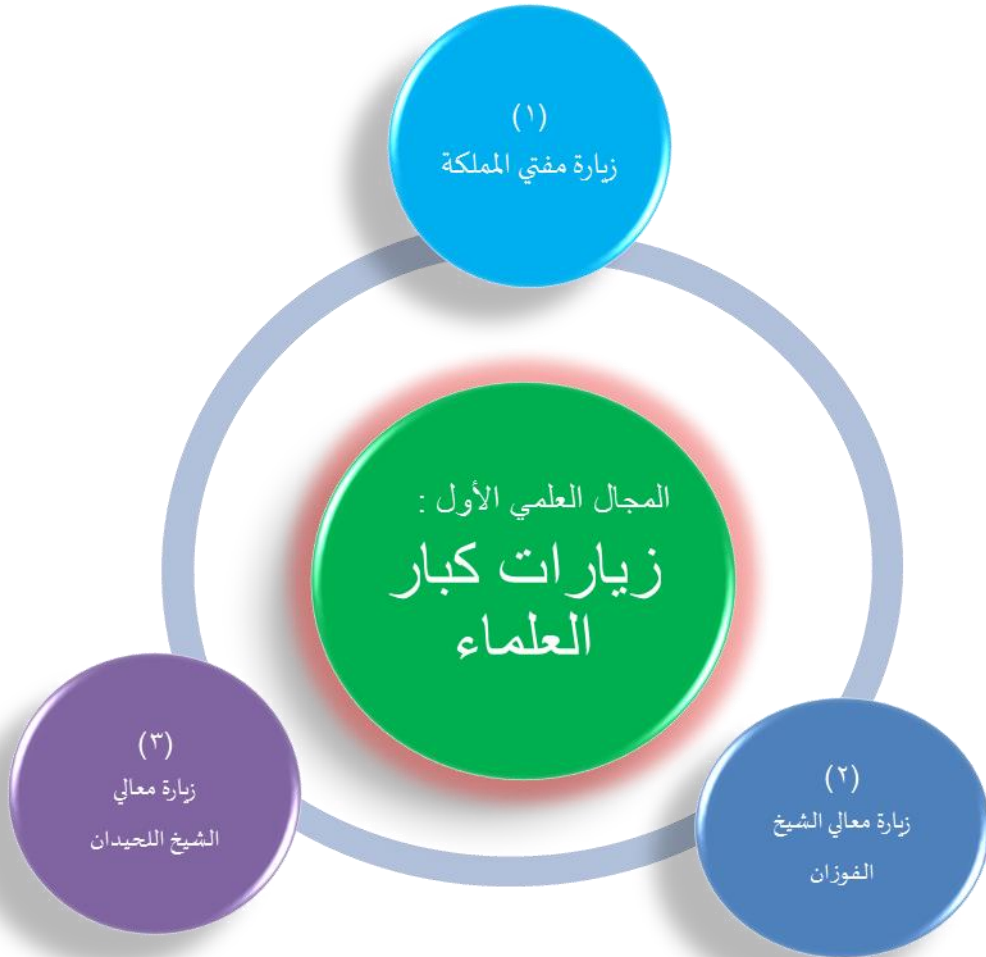 (١)
زيارة مفتي المملكة
المجال العلمي الأول :
زيارات كبار
العلماء
(٢)
زيارة معالي الشيخ
الفوزان
(٣)
زيارة معالي
الشيخ اللحيدان